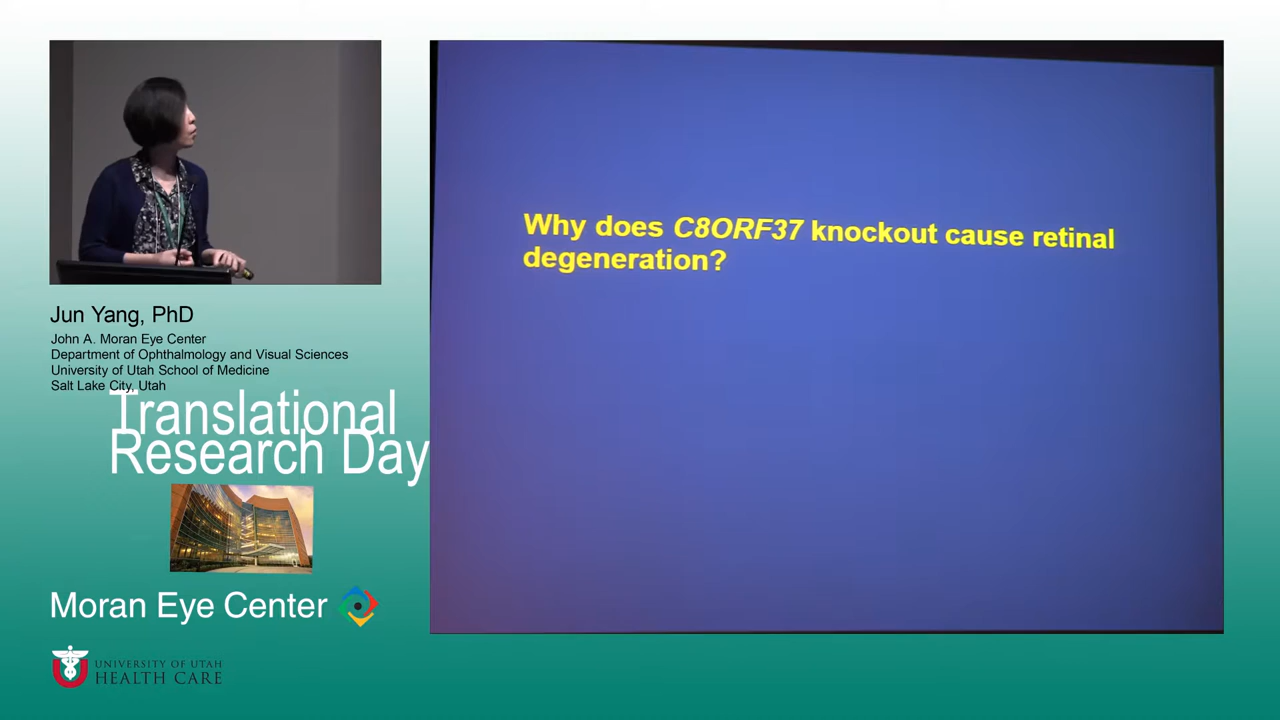 Why does C8ORF37 knockout cause retinal
degeneration?
Jun Yang, PhD
John A. Moran Eye Center
Department of Ophthalmology and Visual Sciences
University of Utah School of Medicine
Salt Lake City, Utah
Translational
Research Day
Moran Eye Center
UNIVERSITY OF UTAH
HEALTH CARE